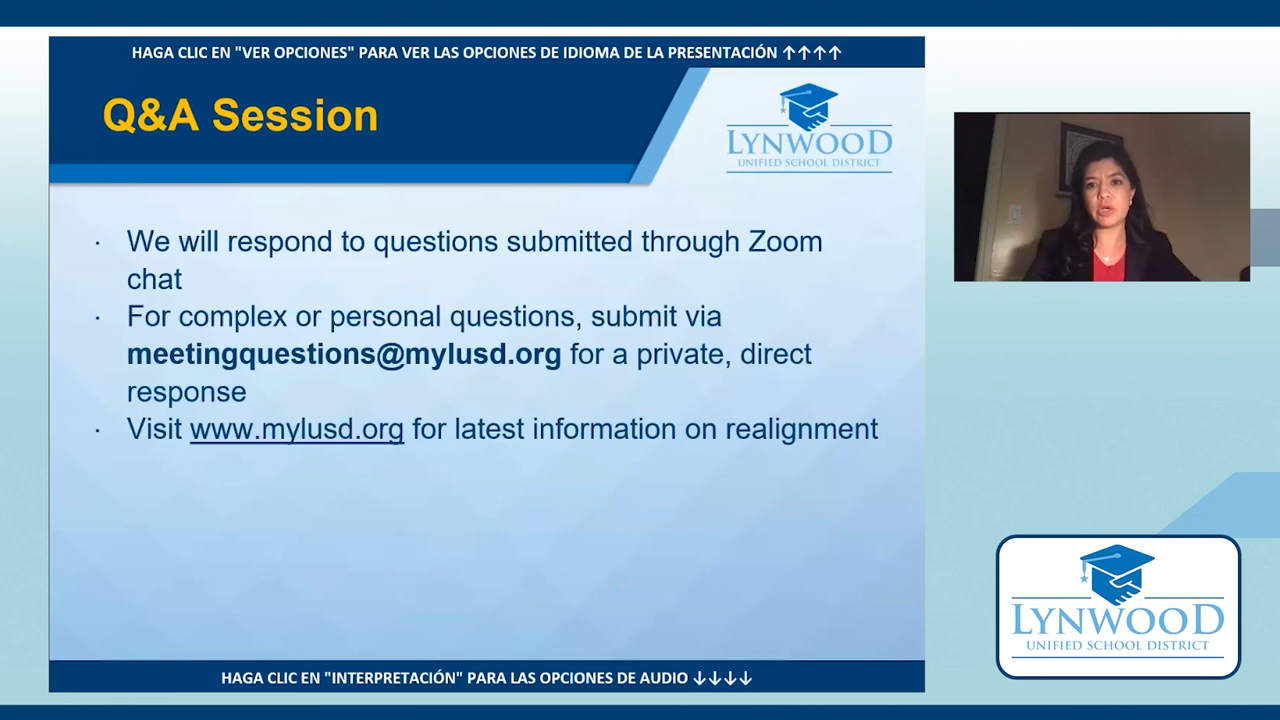 HAGA CLIC EN "VER OPCIONES" PARA VER LAS OPCIONES DE IDIOMA DE LA PRESENTACIÓN ↑↑↑↑
Q&A Session
LYNWOOD
UNIFIED SCHOOL DISTRICT
· We will respond to questions submitted through Zoom
chat
· For complex or personal questions, submit via
meetingquestions@mylusd.org for a private, direct
response
· Visit www.mylusd.org for latest information on realignment
HAGA CLIC EN "INTERPRETACIÓN" PARA LAS OPCIONES DE AUDIO ↓↓↓↓
LYNWOOD
UNIFIED SCHOOL DISTRICT